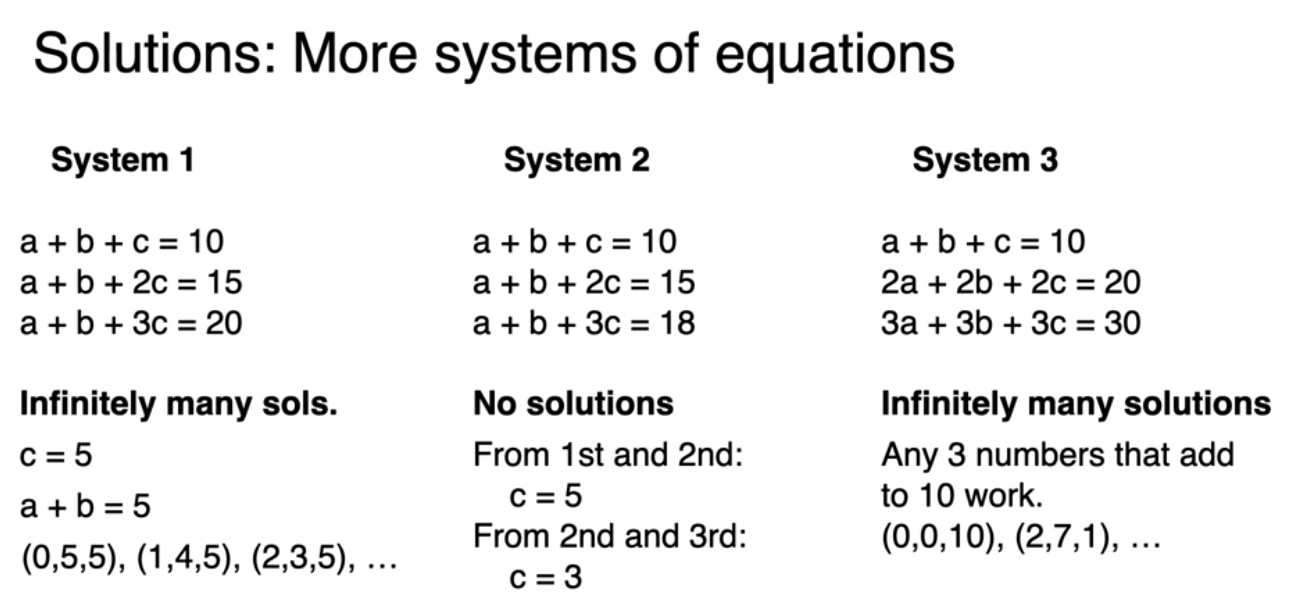 Solutions: More systems of equations
System 1
a + b + c = 10
a + b + 2c = 15
a + b + 3c = 20
Infinitely many sols.
c = 5
a + b = 5
(0,5,5), (1,4,5), (2,3,5), …
System 2
a + b + c = 10
a + b + 2c = 15
a + b + 3c = 18
No solutions
From 1st and 2nd:
c = 5
From 2nd and 3rd:
c = 3
System 3
a + b + c = 10
2a + 2b + 2c = 20
3a + 3b + 3c = 30
Infinitely many solutions
Any 3 numbers that add
to 10 work.
(0,0,10), (2,7,1), …